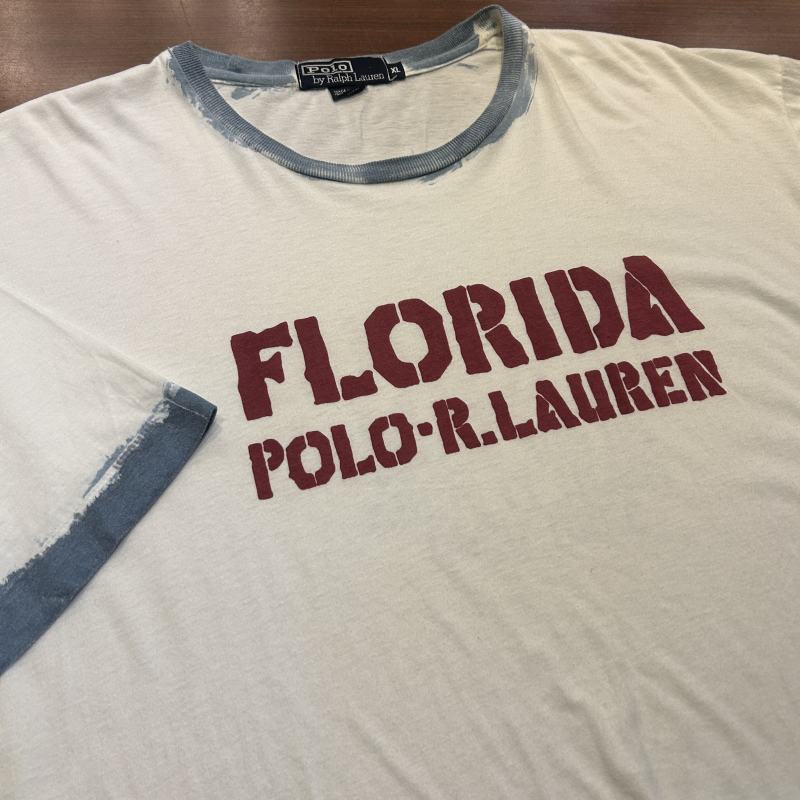 Polo
by Ralph Lauren
XL
FLORIDA
POLO·R.LAUREN